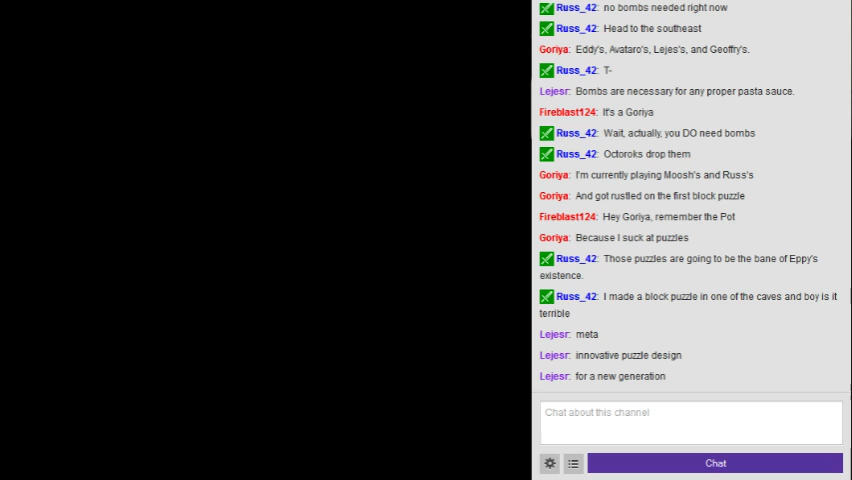 Russ_42: no bombs needed right now
Russ_42: Head to the southeast
Goriya: Eddy's, Avataro's, Lejes's, and Geoffry's.
Russ_42: T-
Lejesr: Bombs are necessary for any proper pasta sauce.
Fireblast124: It's a Goriya
Russ_42: Wait, actually, you DO need bombs
Russ_42: Octoroks drop them
Goriya: I'm currently playing Moosh's and Russ's
Goriya: And got rustled on the first block puzzle
Fireblast124: Hey Goriya, remember the Pot
Goriya: Because I suck at puzzles
Russ_42: Those puzzles are going to be the bane of Eppy's
existence.
Russ_42: I made a block puzzle in one of the caves and boy is it
terrible
Lejesr: meta
Lejesr: innovative puzzle design
Lejesr: for a new generation
Chat about this channel
Chat